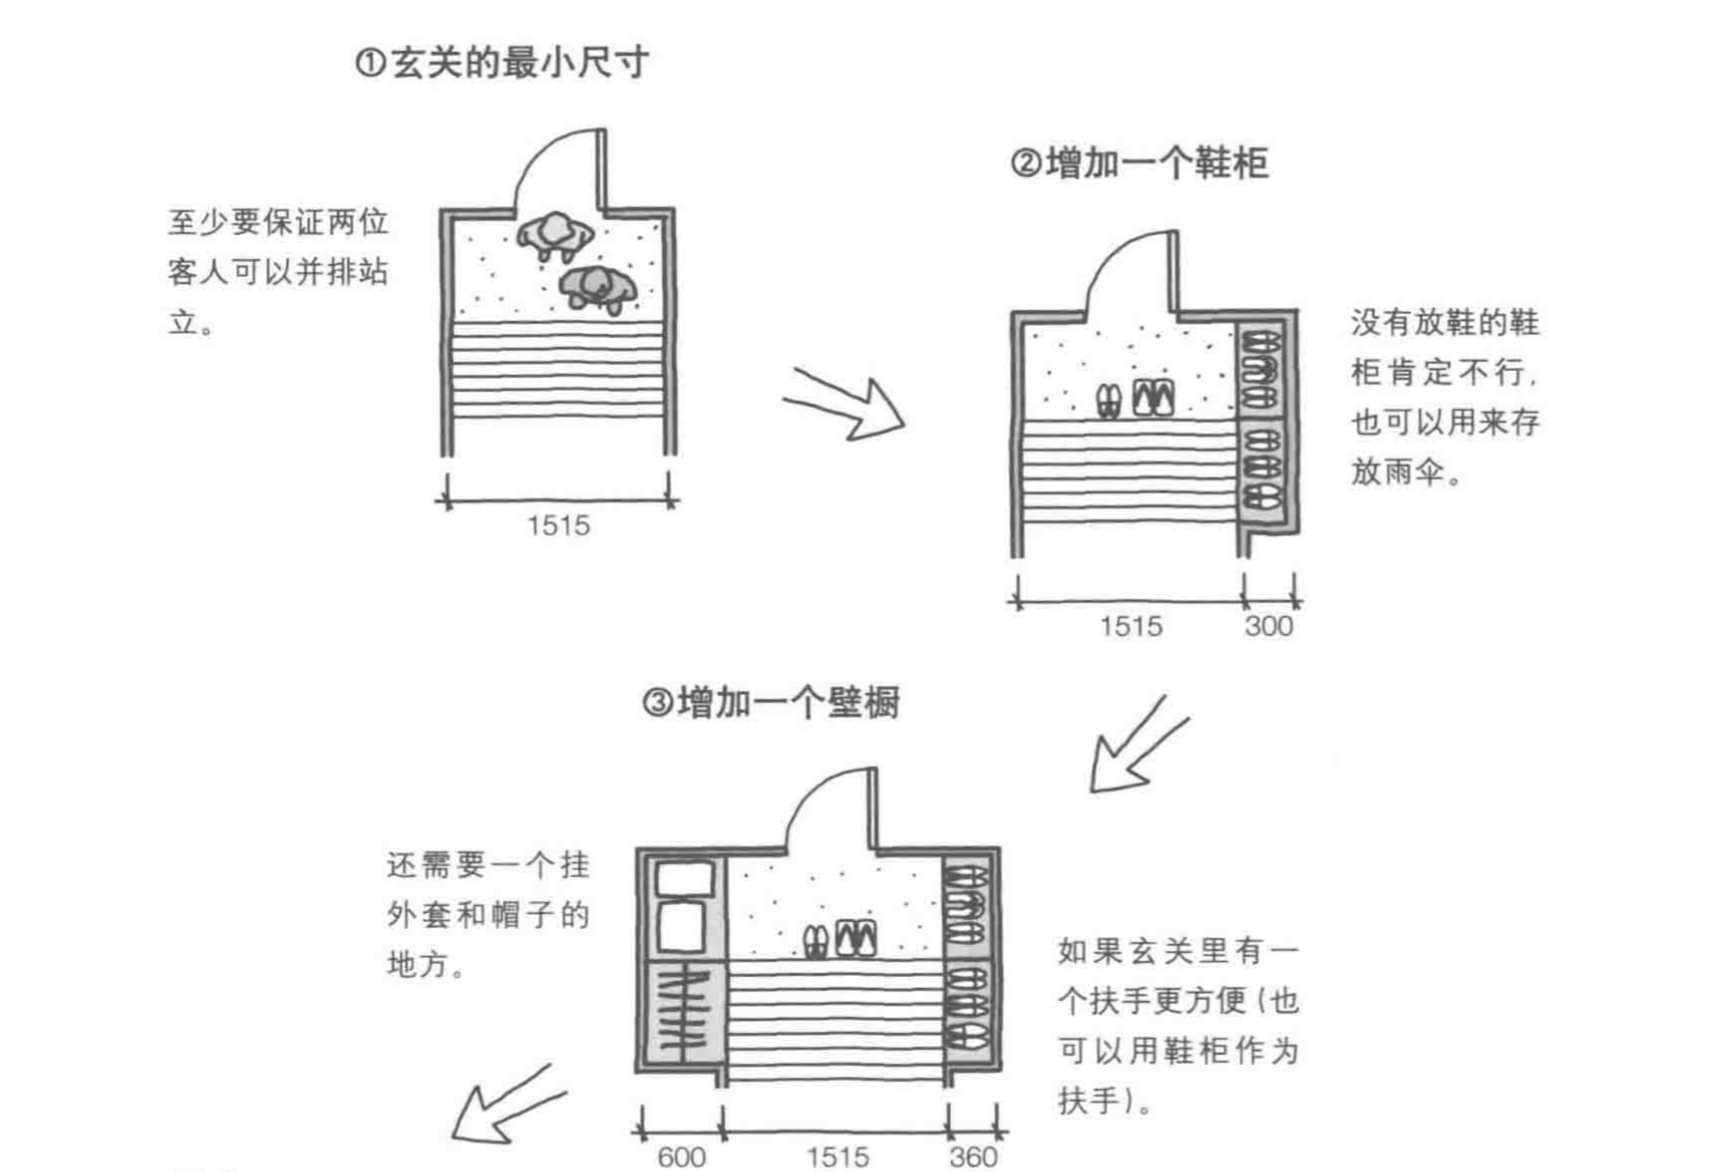 ①玄关的最小尺寸
至少要保证两位
客人可以并排站
立。
1515
②增加一个鞋柜
没有放鞋的鞋
柜肯定不行,
也可以用来存
放雨伞。
1515 300
③增加一个壁橱
还需要一个挂
外套和帽子的
地方。
如果玄关里有一
个扶手更方便(也
可以用鞋柜作为
扶手)。
600 1515 360